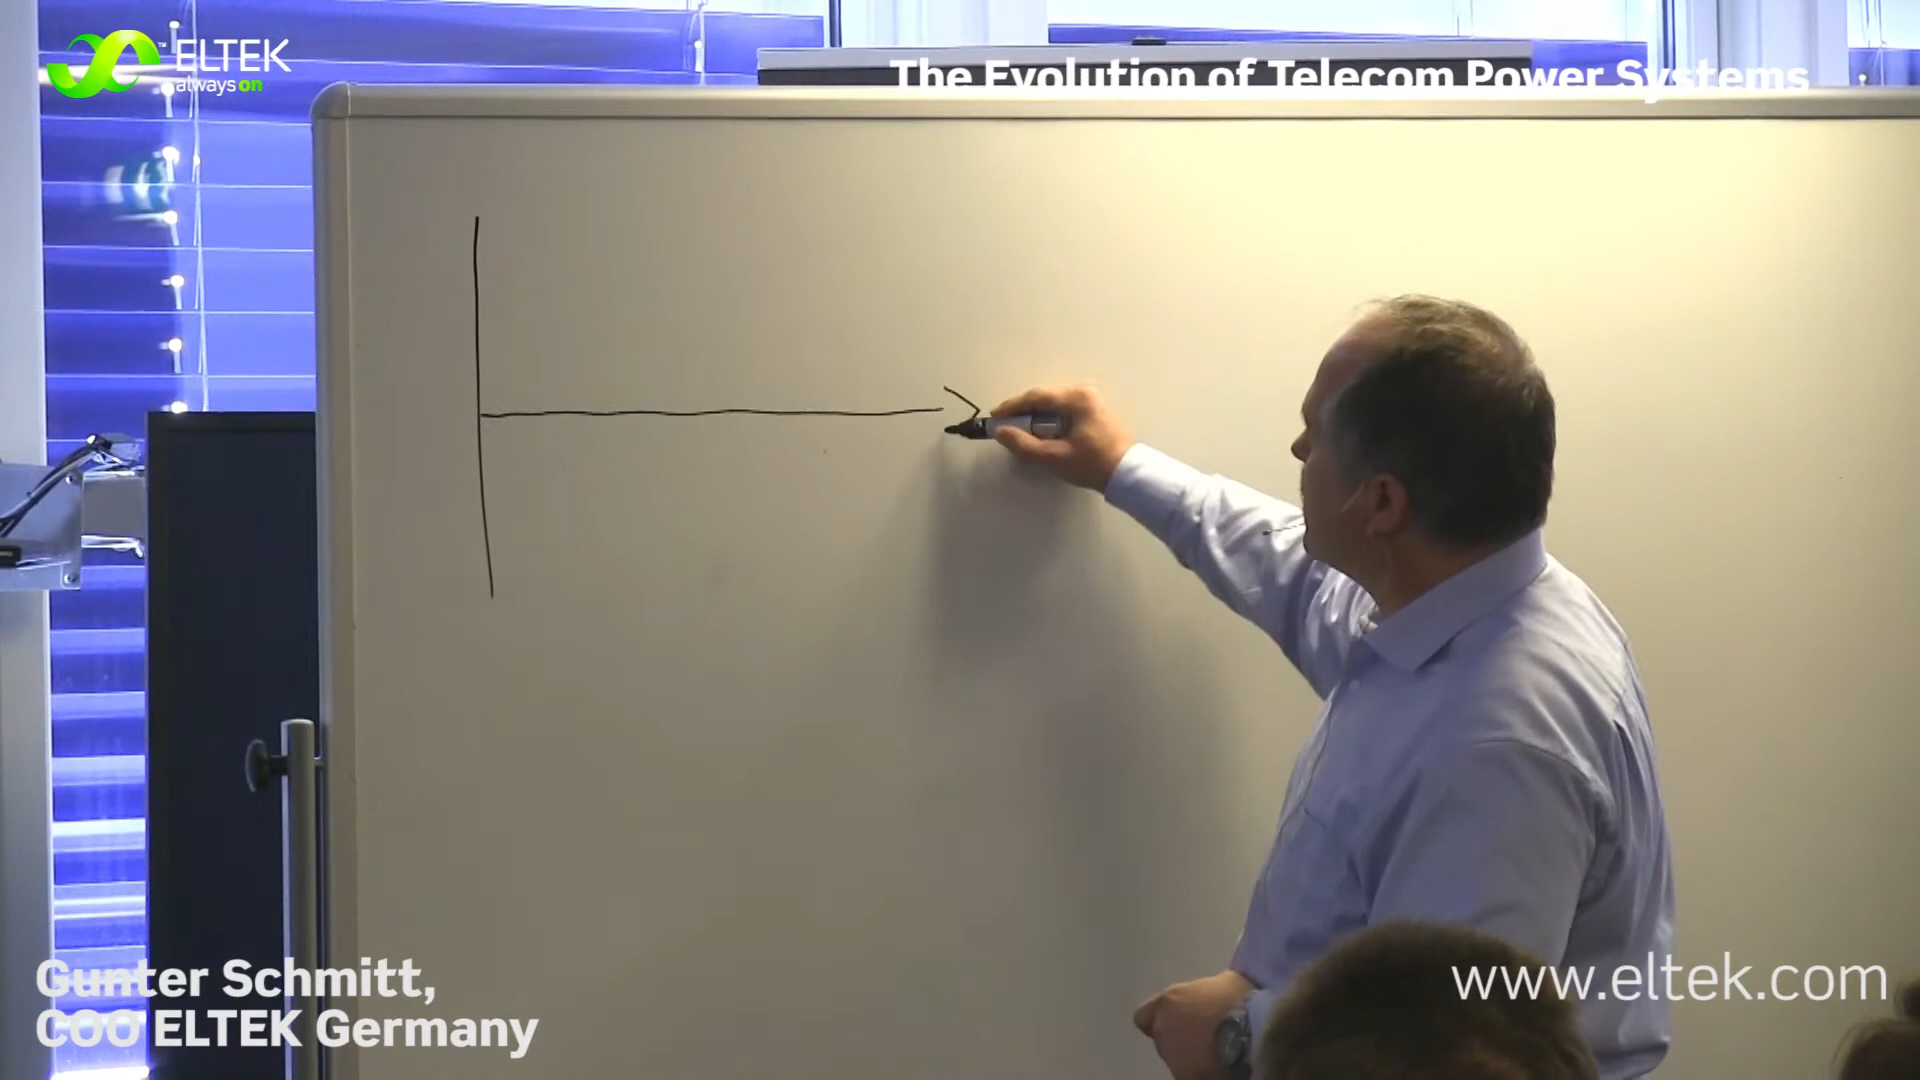 ELTEK
always on
The Evolution of Telecom Power Systems
Gunter Schmitt,
COO ELTEK Germany
www.eltek.com